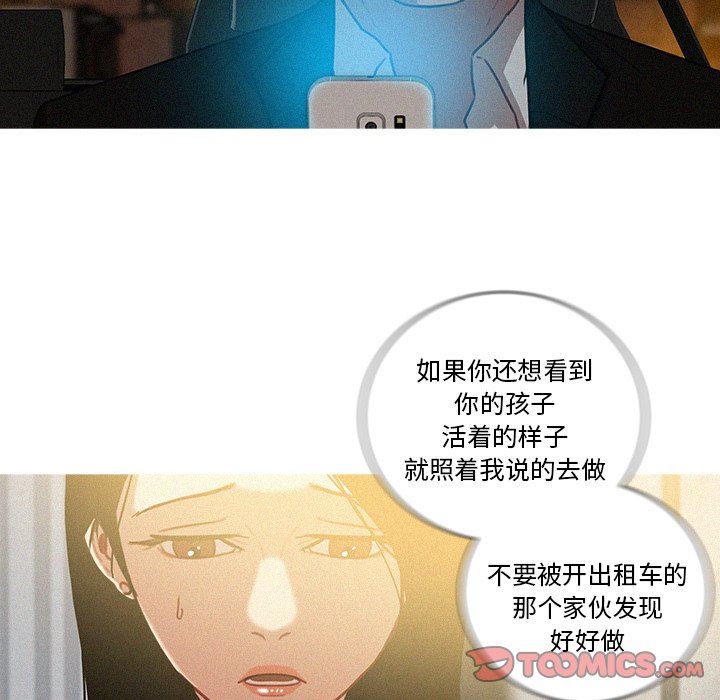 如果你还想看到
你的孩子
活着的样子
就照着我说的去做
不要被开出租车的
那个家伙发现
好好做
TOOMICS.COM